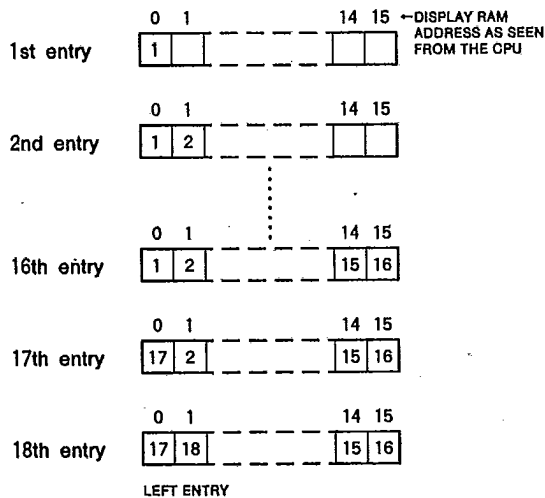 0 1 14 15 ←DISPLAY RAM
ADDRESS AS SEEN
FROM THE CPU
1st entry 1
0 1 14 15
2nd entry 1 2
0 1 14 15
16th entry 1 2 15 16
0 1 14 15
17th entry 17 2 15 16
0 1 14 15
18th entry 17 18 15 16
LEFT ENTRY